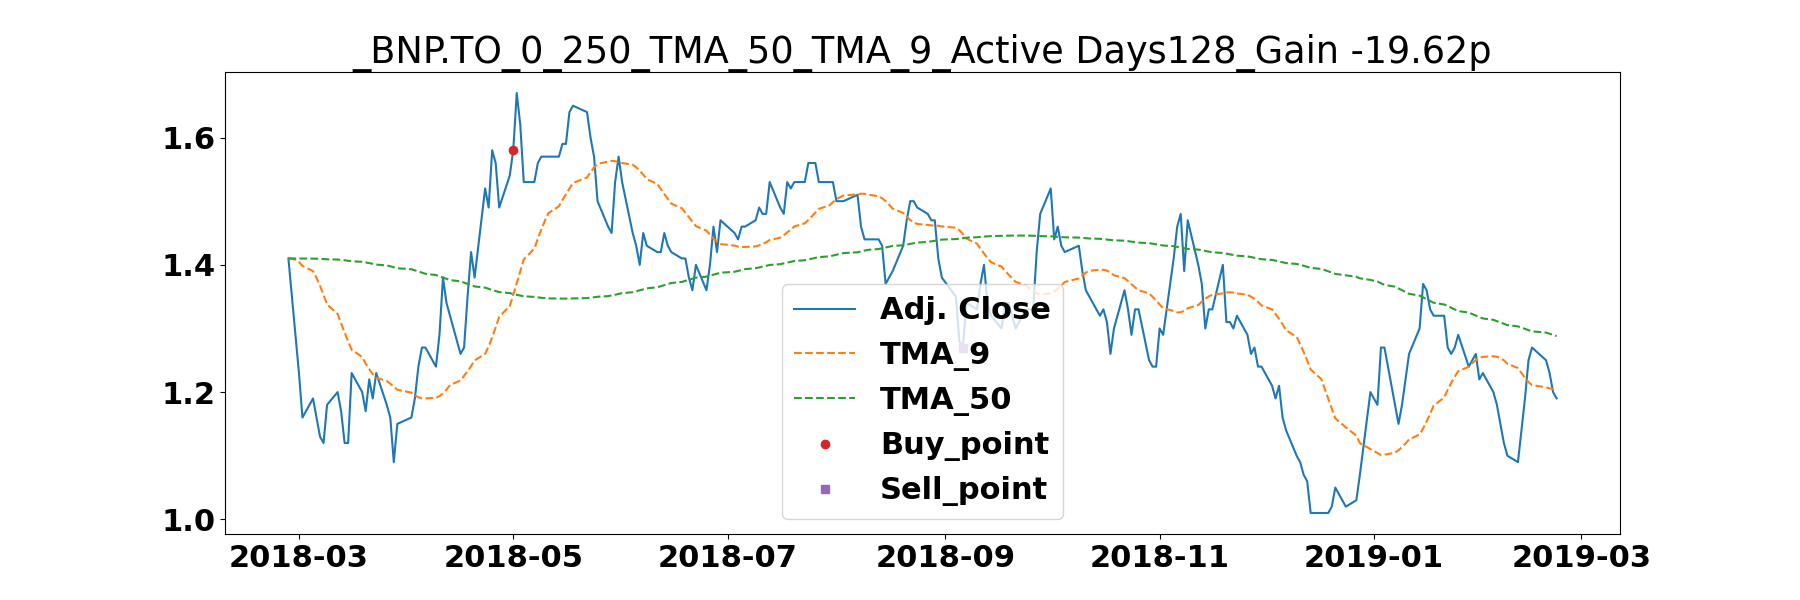 _BNP.TO_0_250_TMA_50_TMA_9_Active Days128_Gain -19.62p
1.6
1.4
1.2
1.0
Adj. Close
TMA_9
TMA_50
Buy_point
Sell_point
2018-03 2018-05 2018-07 2018-09 2018-11 2019-01 2019-03